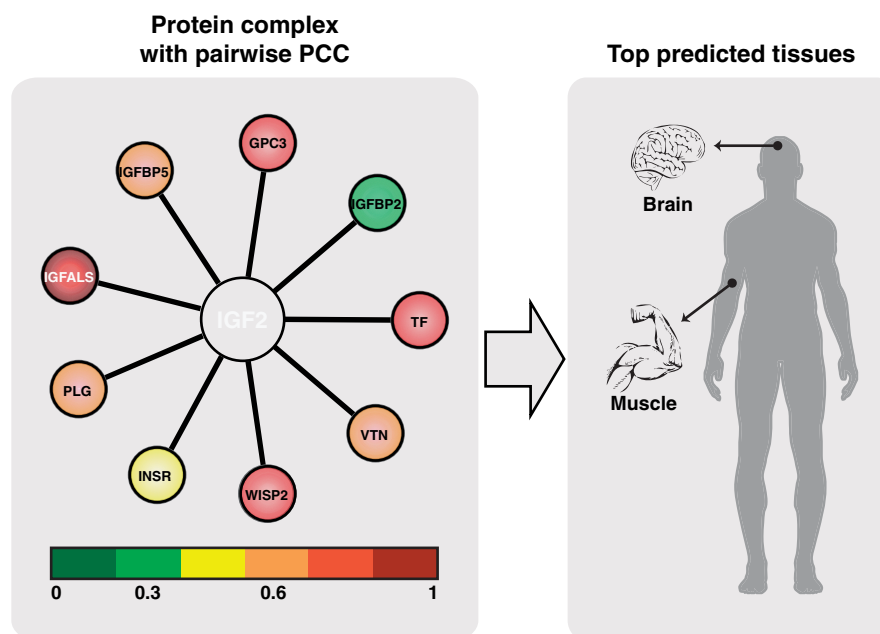 Protein complex
with pairwise PCC
Top predicted tissues
GPC3
IGFBP5
IGFBP2
IGFALS
IGF2
TF
PLG
VTN
INSR
WISP2
0
0.3
0.6
1
Brain
Muscle